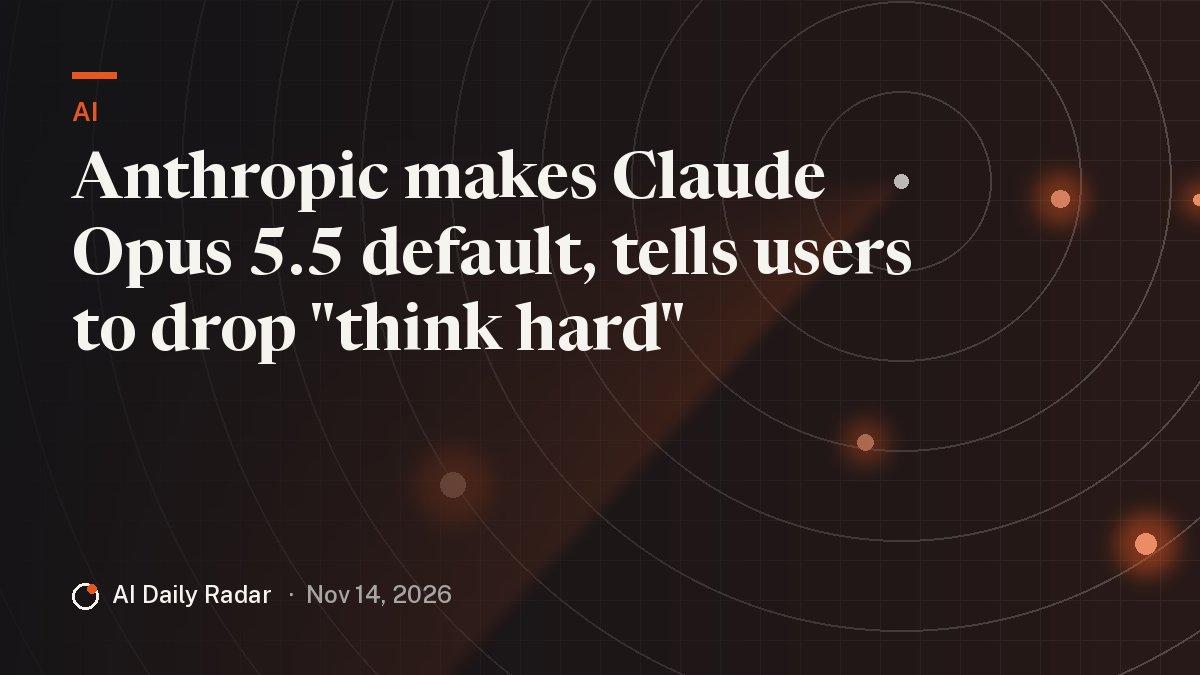 AI
Anthropic makes Claude
Opus 5.5 default, tells users
to drop "think hard"
AI Daily Radar · Nov 14, 2026